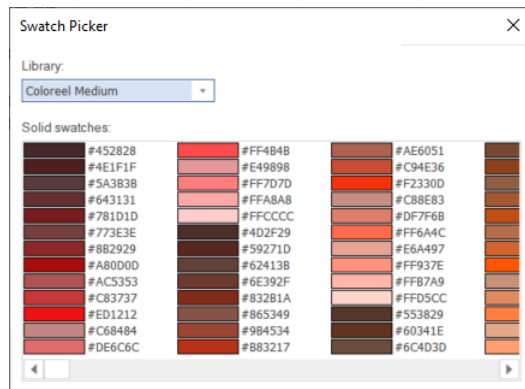 Swatch Picker
Library:
Coloreel Medium
Solid swatches:
#452828 #FF4B4B #AE6051
#4E1F1F #E49898 #C94E36
#5A3B3B #FF7D7D #F2330D
#643131 #FFA8A8 #C88E83
#781D1D #FFCCCC #DF7F6B
#773E3E #4D2F29 #FF6A4C
#8B2929 #59271D #E6A497
#A80D0D #62413B #FF937E
#AC5353 #6E392F #FFB7A9
#C83737 #832B1A #FFD5CC
#ED1212 #865349 #553829
#C68484 #9B4534 #60341E
#DE6C6C #B83217 #6C4D3D